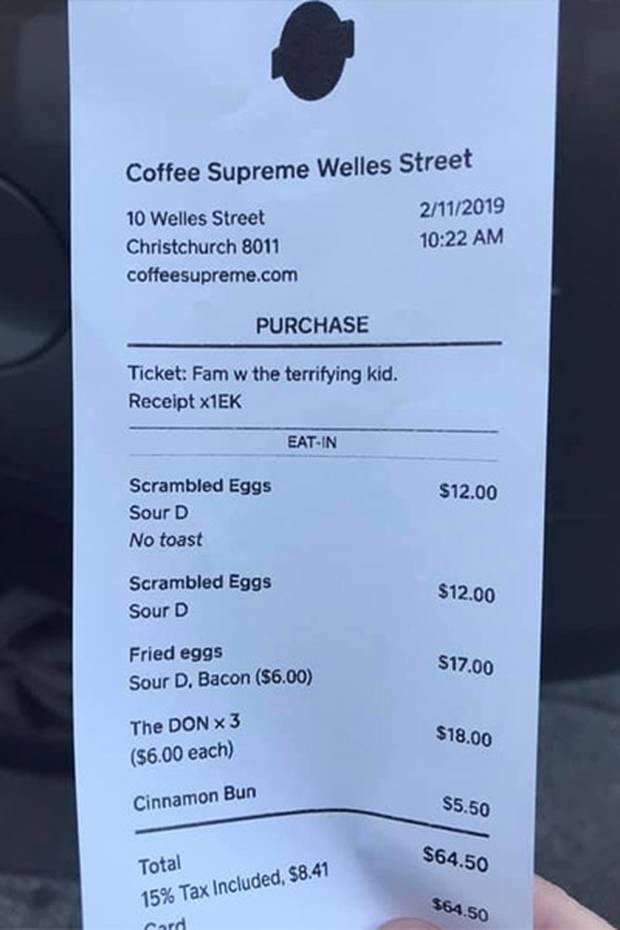 Coffee Supreme Welles Street
10 Welles Street
2/11/2019
Christchurch 8011
10:22 AM
coffeesupreme.com
PURCHASE
Ticket: Fam w the terrifying kid.
Receipt x1EK
EAT-IN
Scrambled Eggs $12.00
Sour D
No toast
Scrambled Eggs $12.00
Sour D
Fried eggs $17.00
Sour D, Bacon ($6.00)
The DON x 3 $18.00
($6.00 each)
Cinnamon Bun $5.50
Total $64.50
15% Tax Included, $8.41
Card $64.50